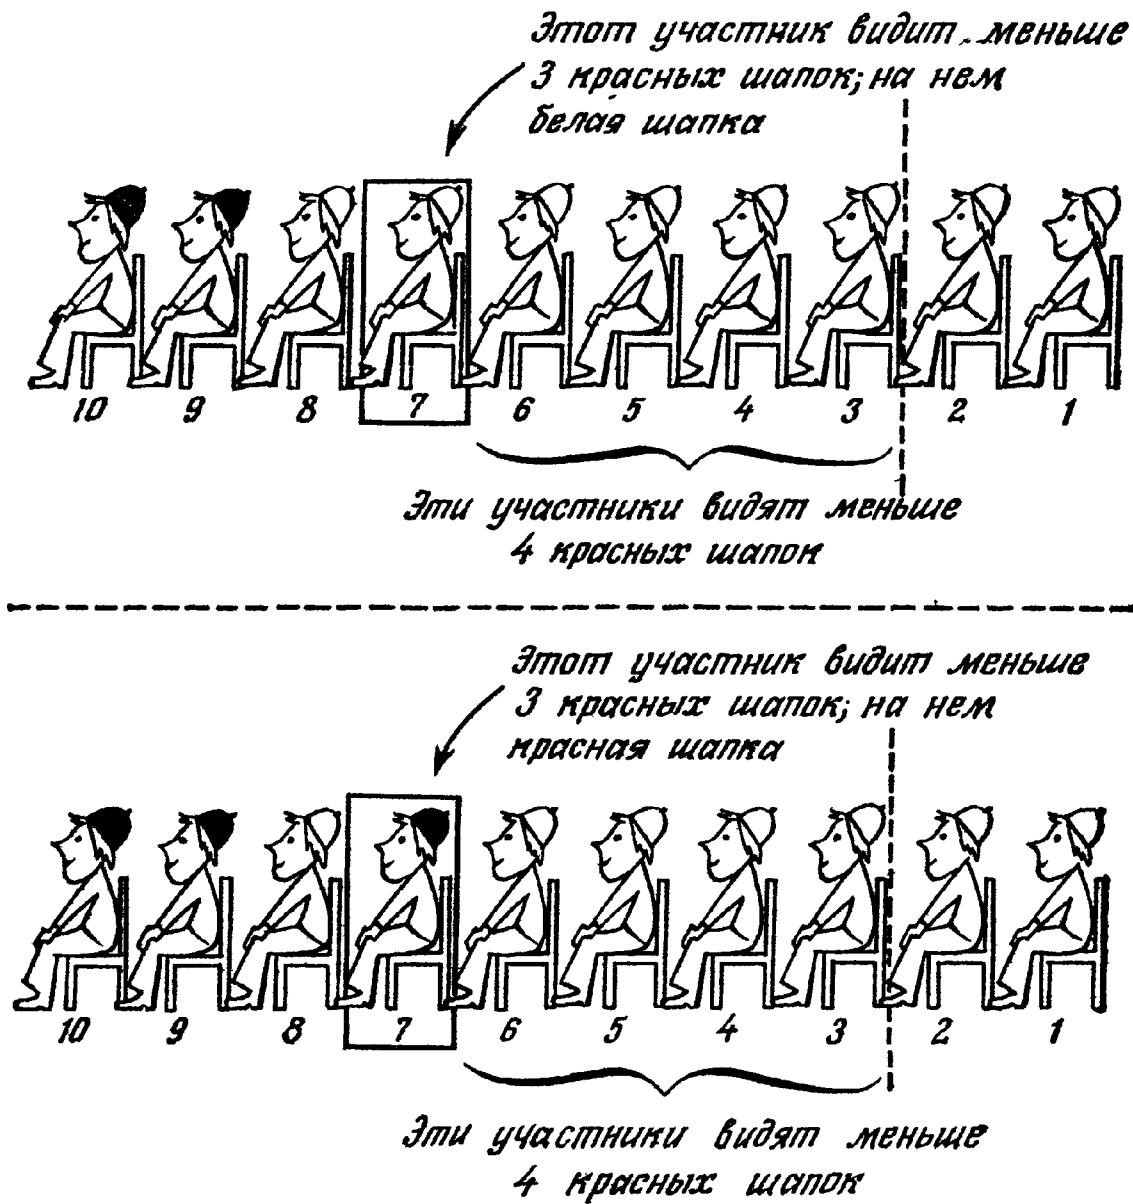 Этот участник видит меньше
3 красных шапок; на нем
белая шапка
10 9 8 7 6 5 4 3 2 1
Эти участники видят меньше
4 красных шапок
Этот участник видит меньше
3 красных шапок; на нем
красная шапка
10 9 8 7 6 5 4 3 2 1
Эти участники видят меньше
4 красных шапок